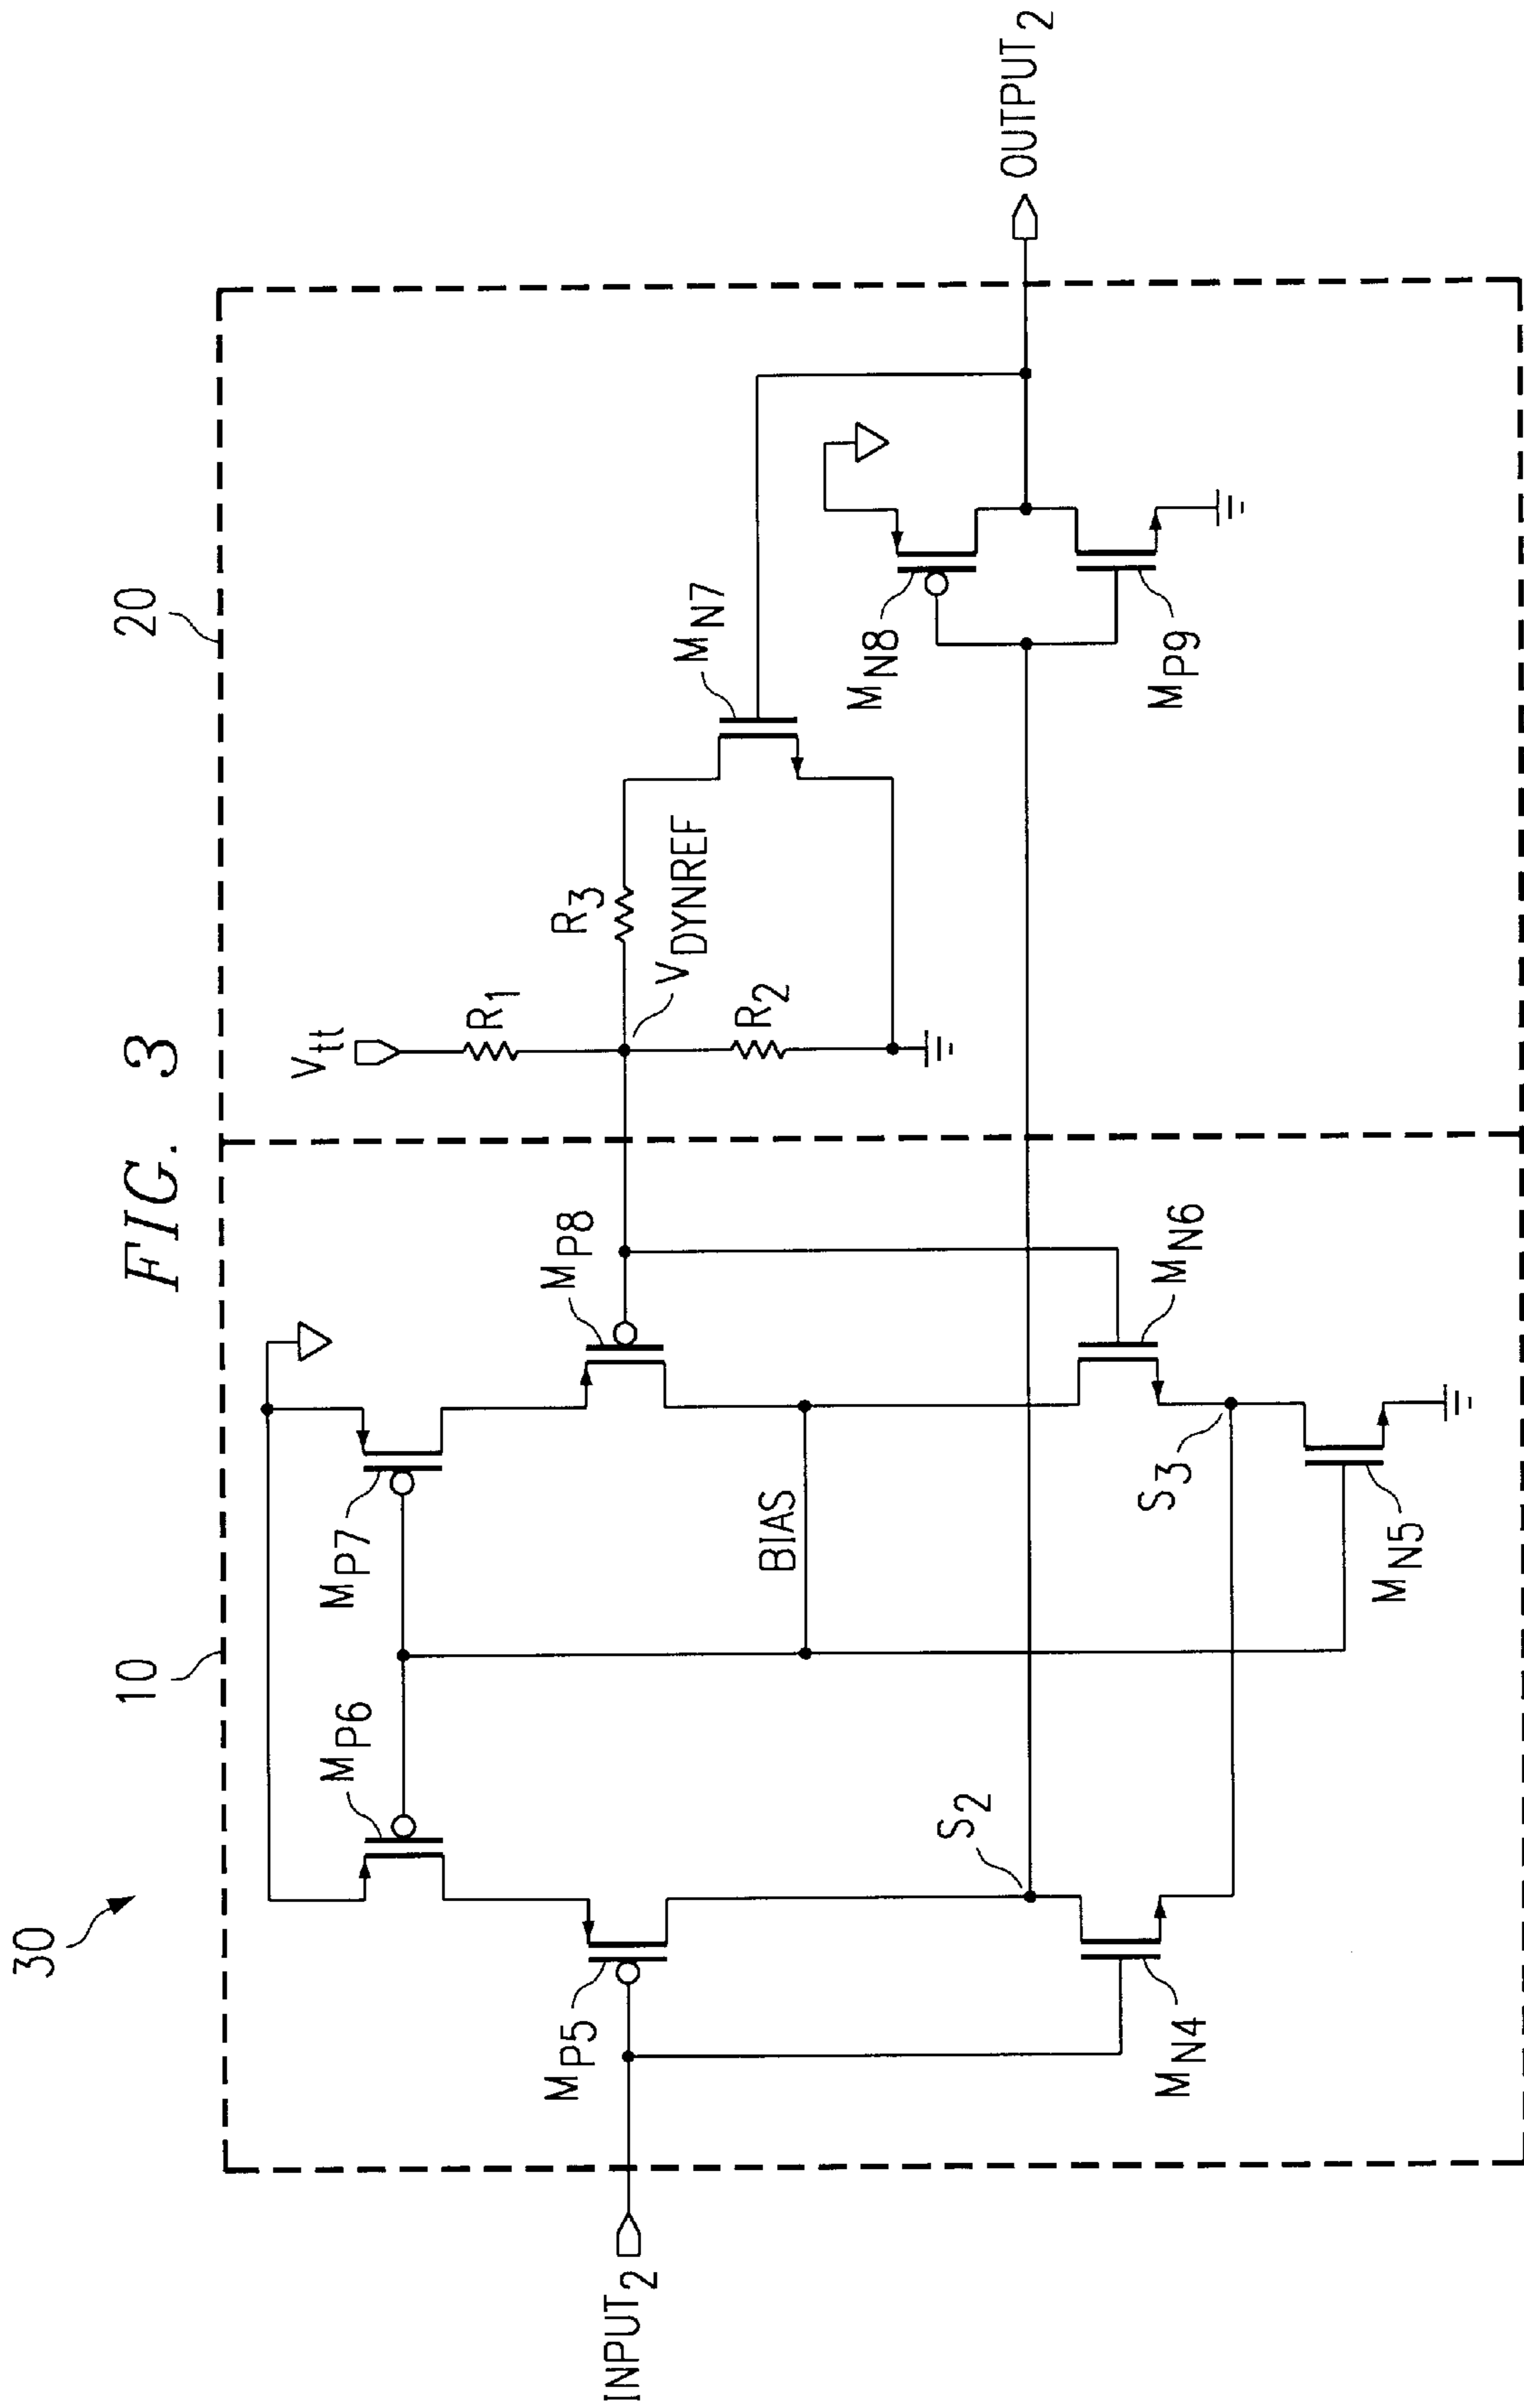 FIG. 3
30
10
20
INPUT2
MP5
MP6
MP7
MP8
MN4
MN5
MN6
S2
S3
BIAS
Vtt
R1
R2
R3
VDYNREF
MN7
MN8
MP9
OUTPUT2